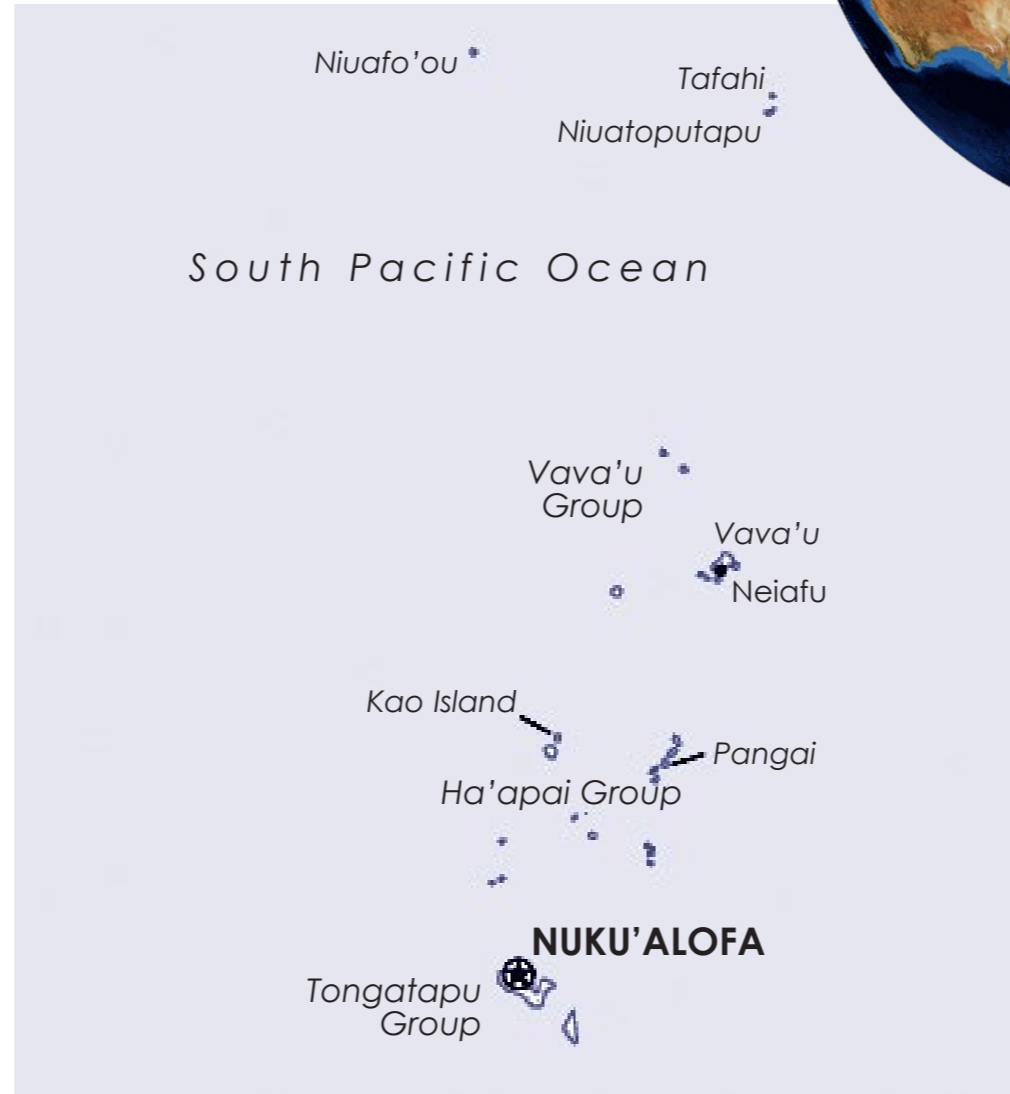 Niuafo’ou
Tafahi
Niuatoputapu
South Pacific Ocean
Vava’u
Group
Vava’u
Neiafu
Kao Island
Pangai
Ha’apai Group
NUKU’ALOFA
Tongatapu
Group